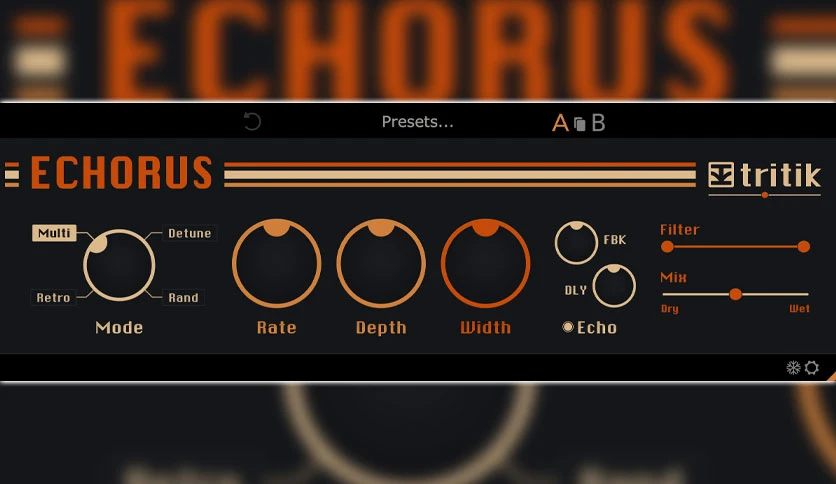 ECHORUS
Presets...
A B
ECHORUS
tritik
Multi
Detune
Retro
Rand
Mode
Rate
Depth
Width
FBK
DLY
Echo
Filter
Mix
Dry
Wet